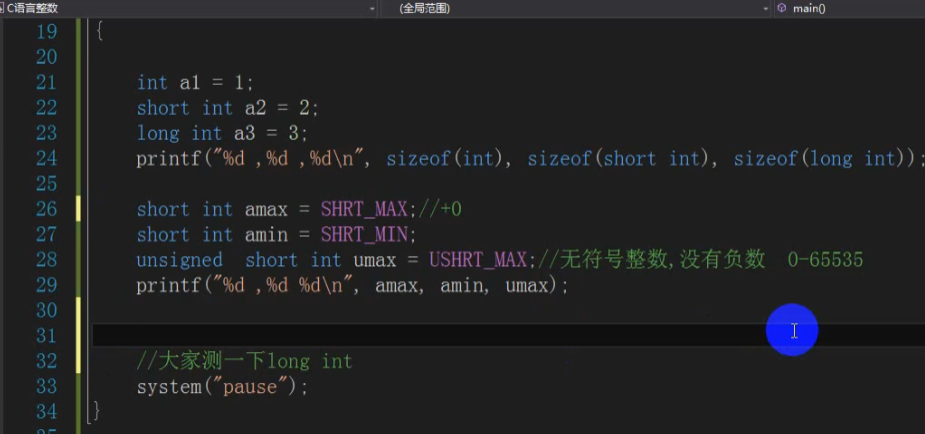 C语言整数 (全局范围) main()
19 {
20
21 int a1 = 1;
22 short int a2 = 2;
23 long int a3 = 3;
24 printf("%d ,%d ,%d\n", sizeof(int), sizeof(short int), sizeof(long int));
25
26 short int amax = SHRT_MAX;//+0
27 short int amin = SHRT_MIN;
28 unsigned  short int umax = USHRT_MAX;//无符号整数,没有负数  0-65535
29 printf("%d ,%d %d\n", amax, amin, umax);
30
31
32 //大家测一下long int
33 system("pause");
34 }